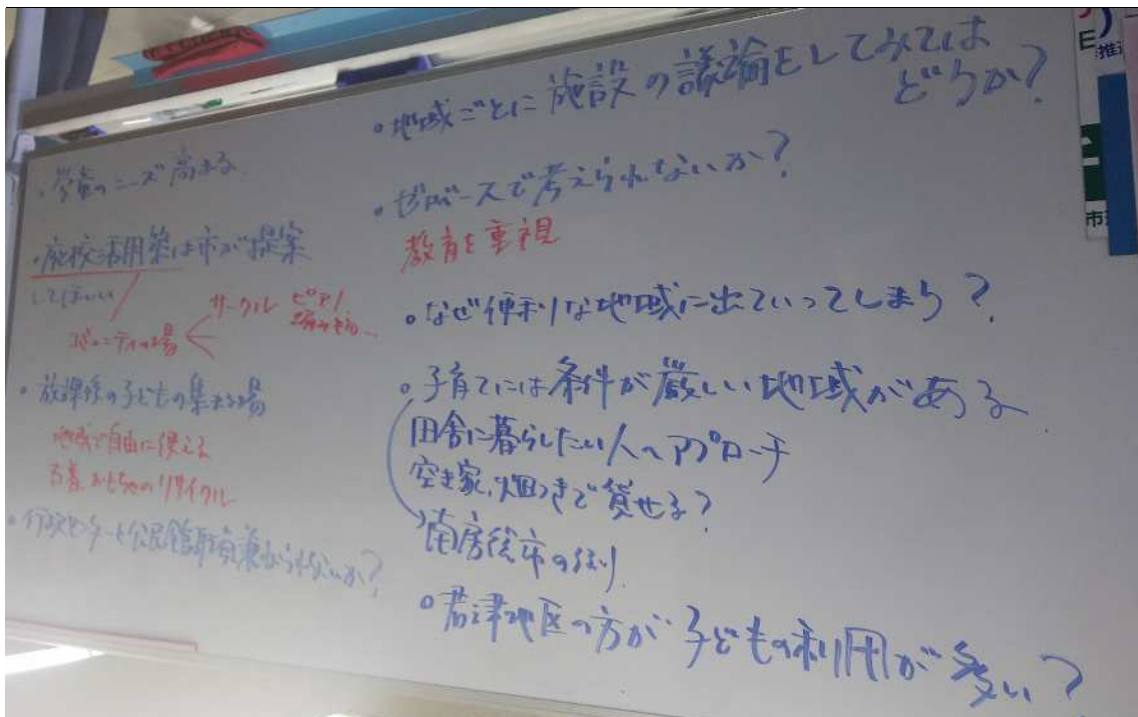 ・学童のニーズ高まる
・廃校活用策は市が提案
してほしい
コミュニティの場
サークル ピアノ
編みもの…
・放課後の子どもの集まる場
地域で自由に使える
古着、おもちゃのリサイクル
・行政センターと公民館
ないか?
・地域ごとに施設の議論をしてみては
どうか?
・ゼロベースで考えられないか?
教育を重視
・なぜ便利な地域に出ていってしまう?
・子育てには条件が厳しい地域がある
田舎に暮らしたい人へアプローチ
空き家、畑つきで貸せる?
南房総市の例
・君津地区の方が子どもの利用が多い?
E
推
市